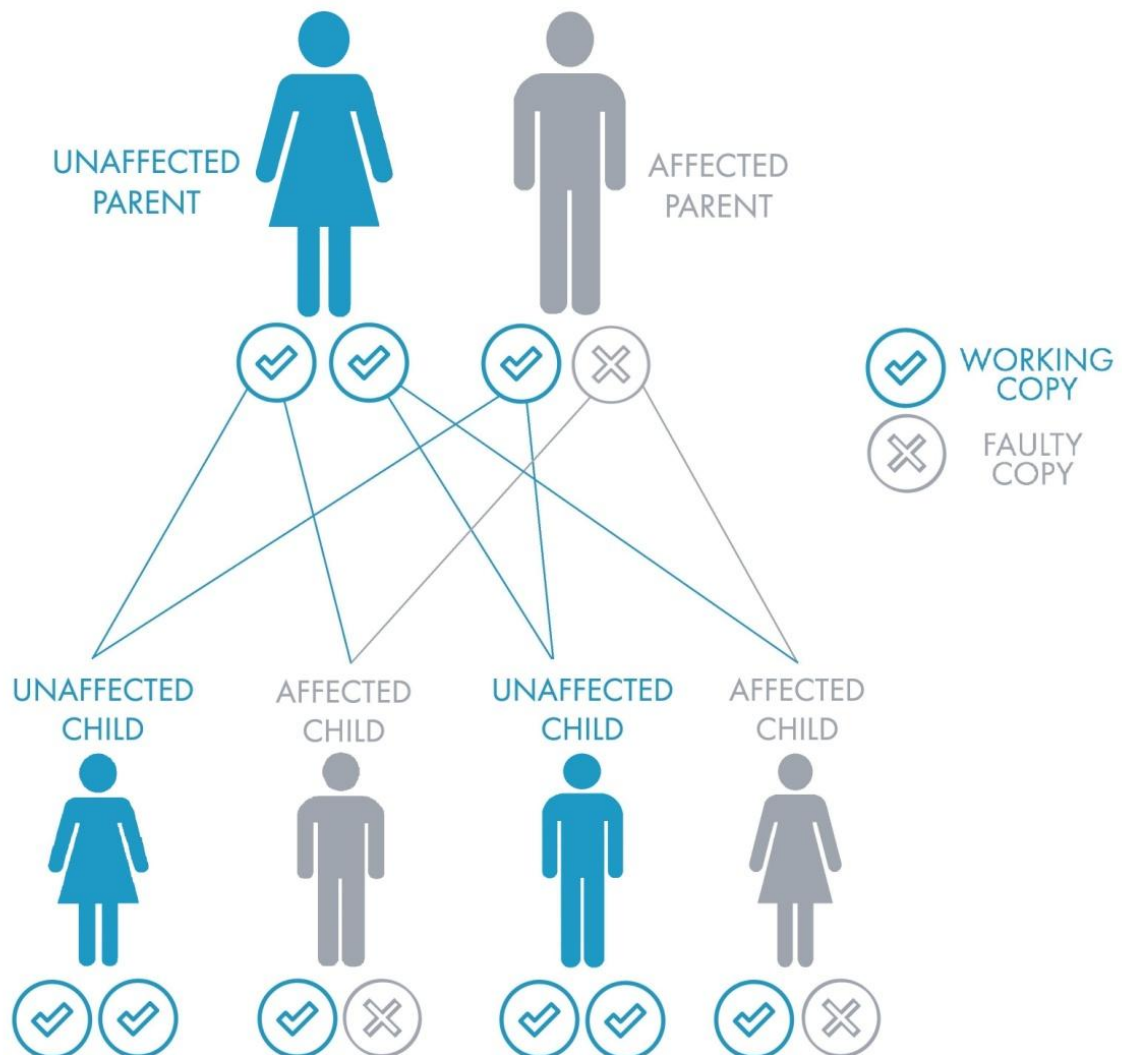 UNAFFECTED
PARENT
AFFECTED
PARENT
WORKING
COPY
FAULTY
COPY
UNAFFECTED
CHILD
AFFECTED
CHILD
UNAFFECTED
CHILD
AFFECTED
CHILD